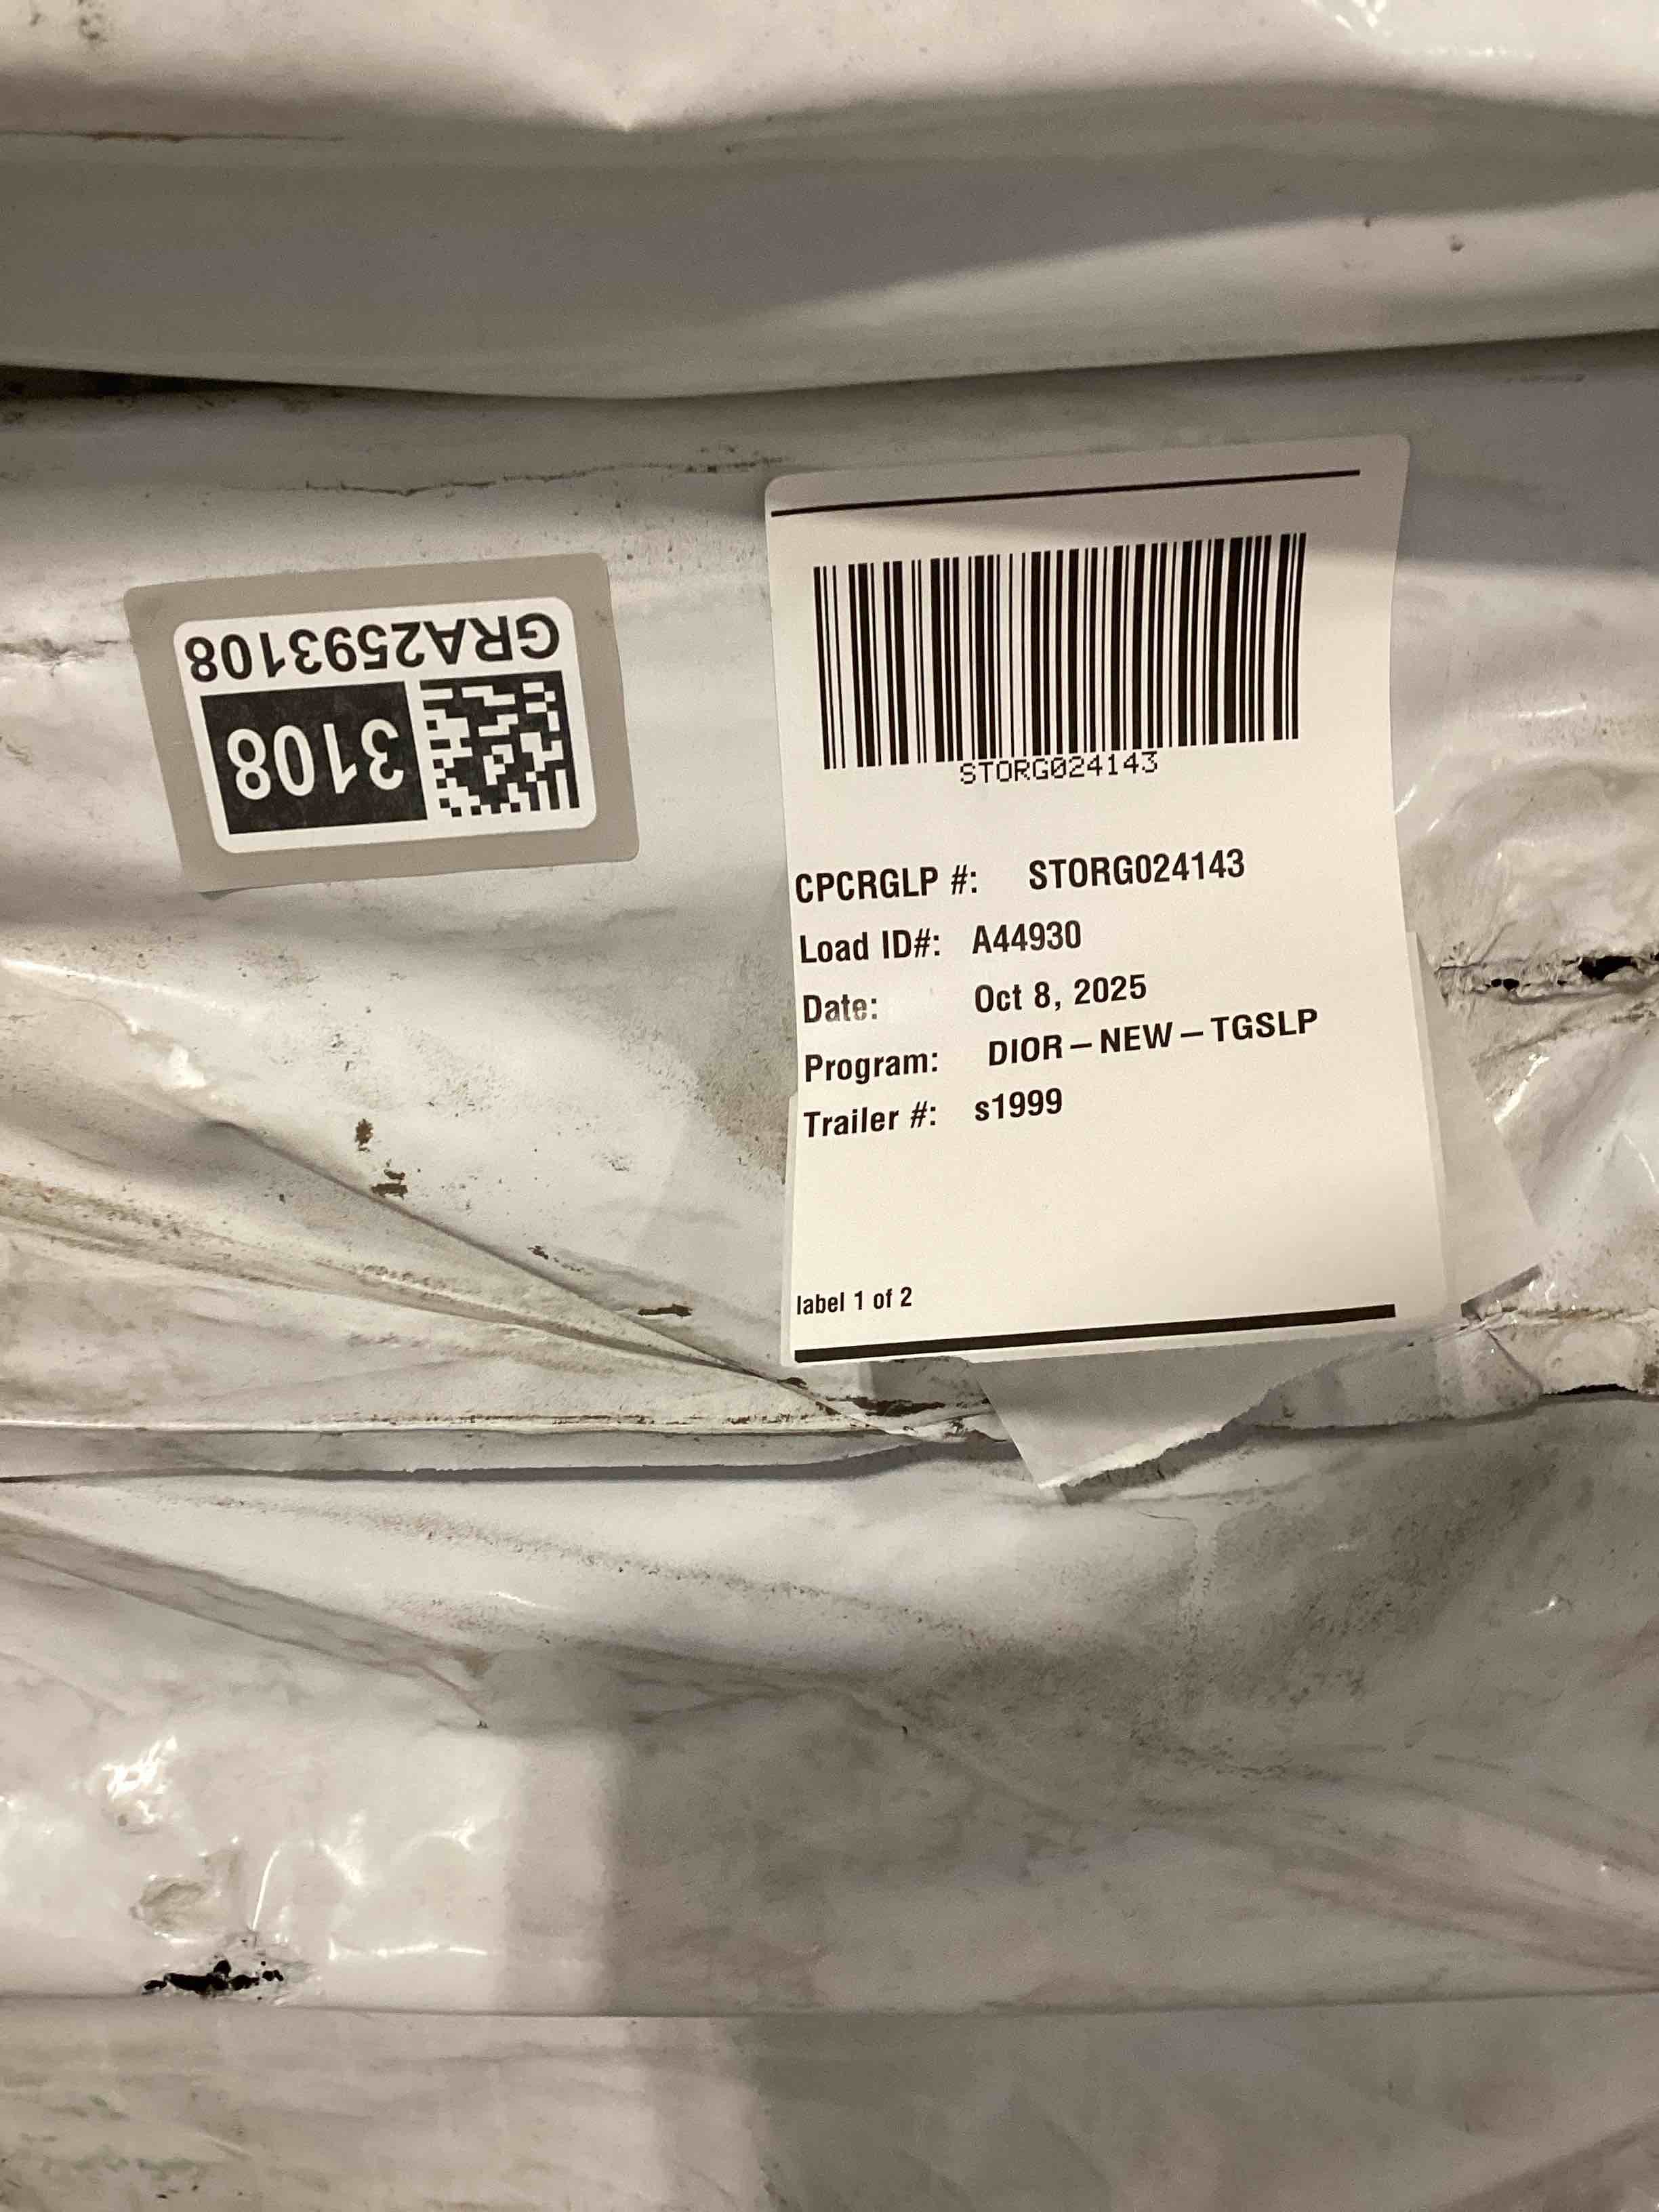 GRA2593108
3108
STORG024143
CPCRGLP #: STORG024143
Load ID#: A44930
Date: Oct 8, 2025
Program: DIOR – NEW – TGSLP
Trailer #: s1999
label 1 of 2